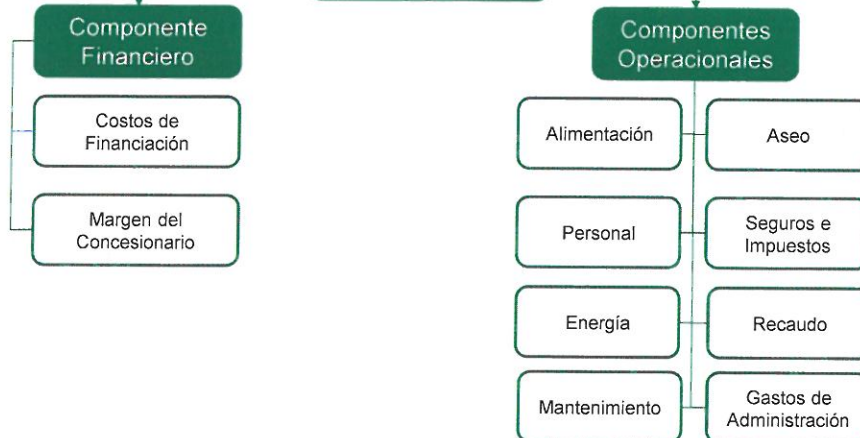 Componente
Financiero
Costos de
Financiación
Margen del
Concesionario
Componentes
Operacionales
Alimentación
Aseo
Personal
Seguros e
Impuestos
Energía
Recaudo
Mantenimiento
Gastos de
Administración